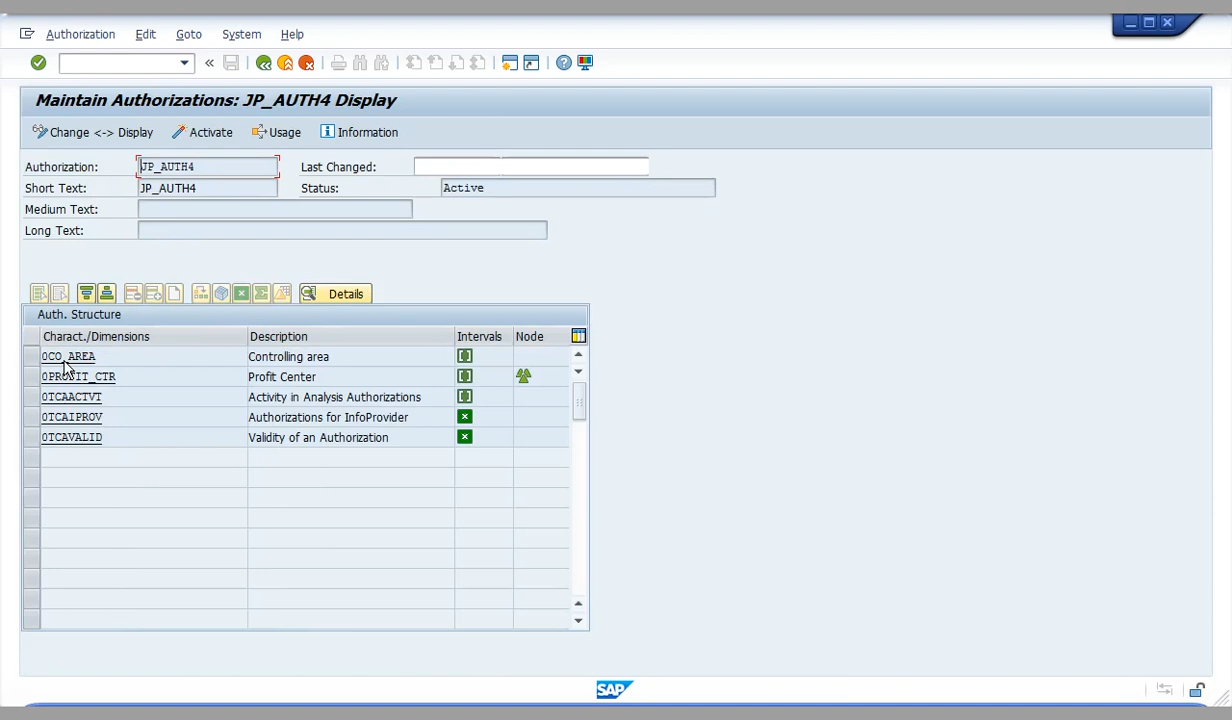 Authorization Edit Goto System Help
Maintain Authorizations: JP_AUTH4 Display
Change <-> Display Activate Usage Information
Authorization: JP_AUTH4 Last Changed:
Short Text: JP_AUTH4 Status: Active
Medium Text:
Long Text:
Details
Auth. Structure
Charact./Dimensions Description Intervals Node
0CO_AREA Controlling area
0PROFIT_CTR Profit Center
0TCAACTVT Activity in Analysis Authorizations
0TCAIPROV Authorizations for InfoProvider
0TCAVALID Validity of an Authorization
SAP